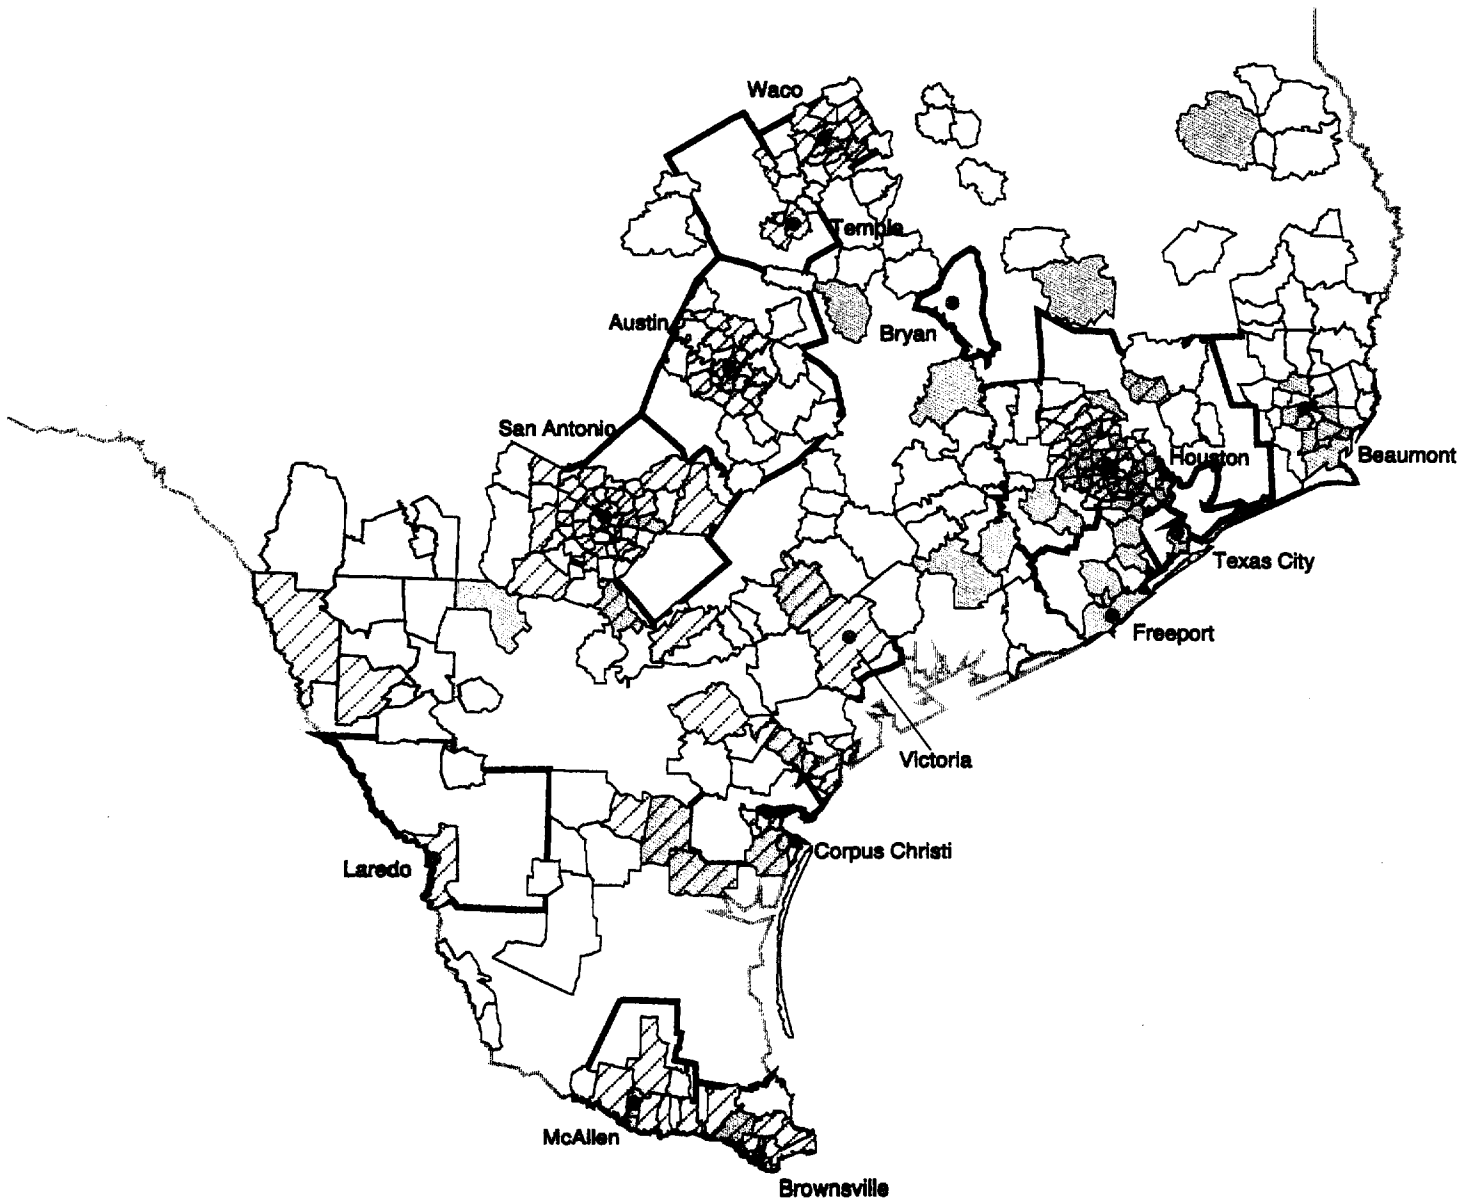 Waco
Temple
Austin
Bryan
San Antonio
Houston
Beaumont
Texas City
Freeport
Victoria
Corpus Christi
Laredo
McAllen
Brownsville